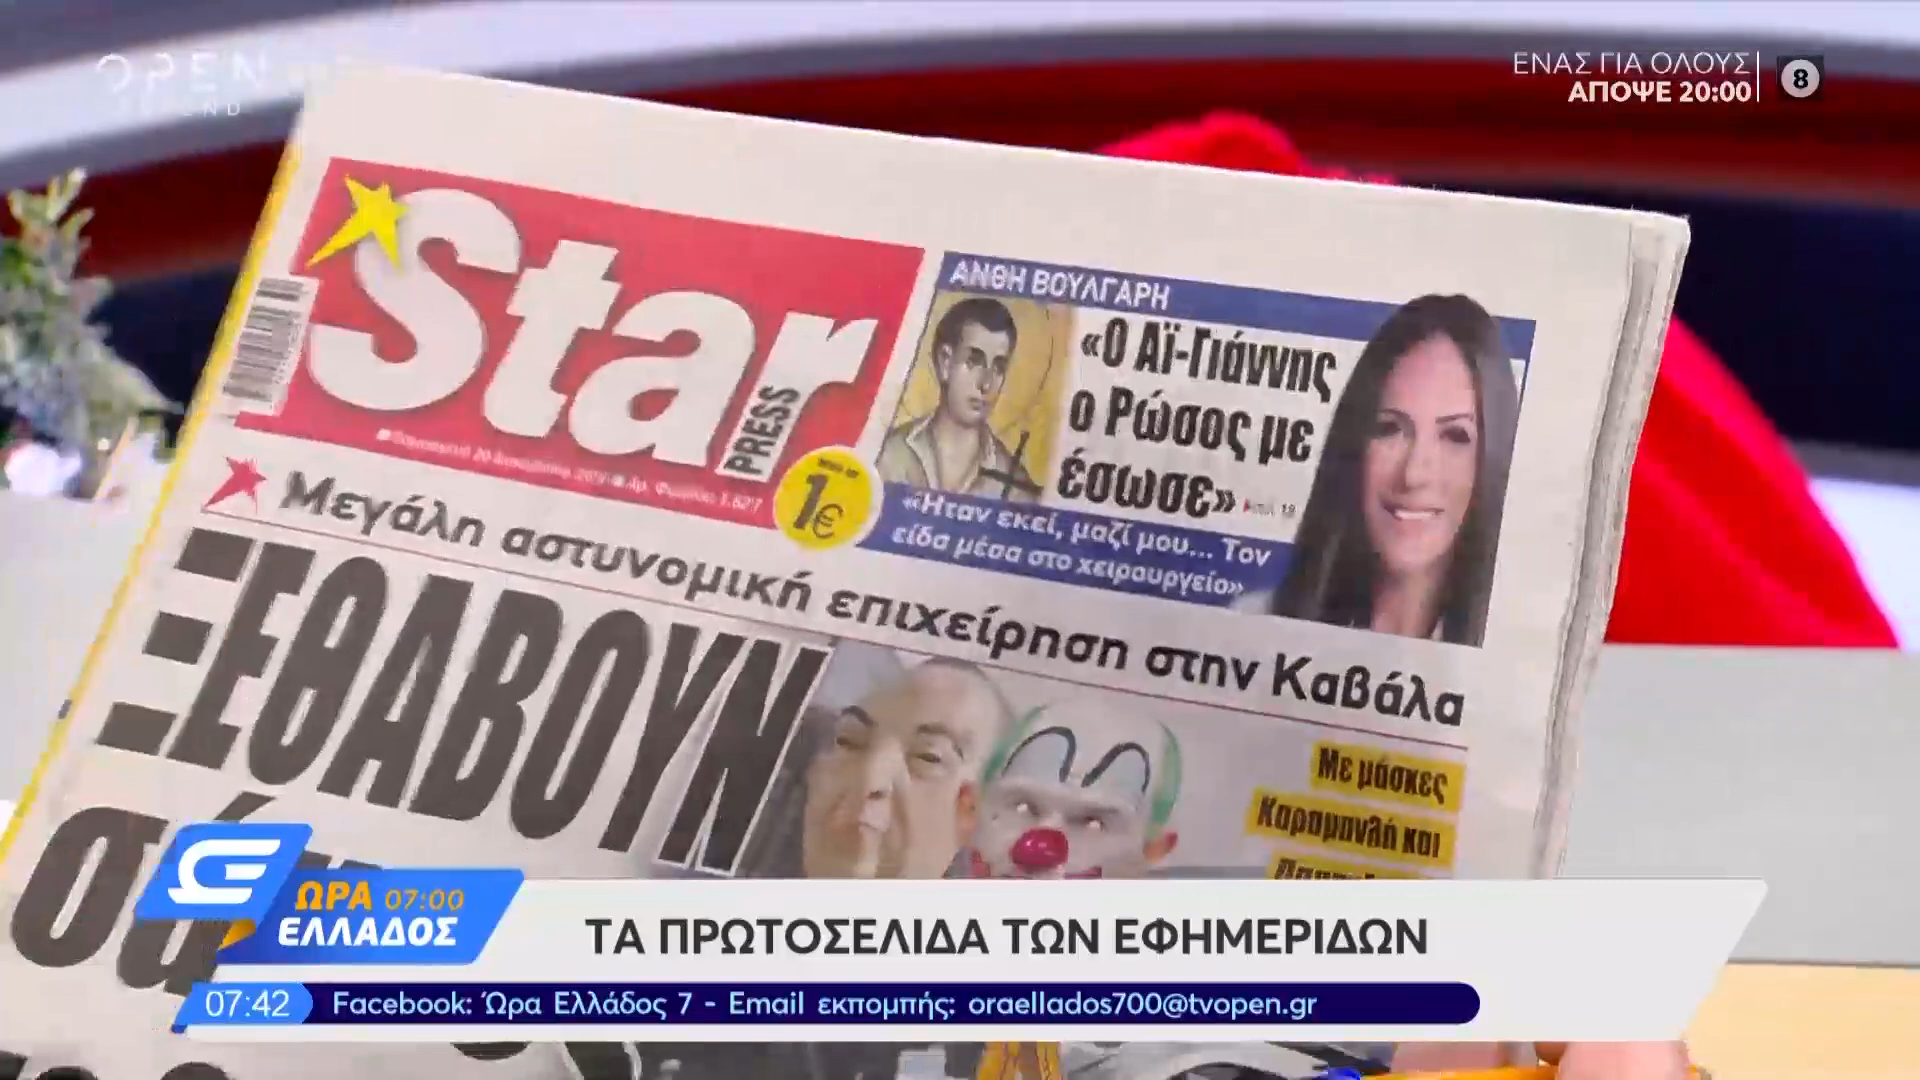 OPEN
ΕΝΑΣ ΓΙΑ ΟΛΟΥΣ
ΑΠΟΨΕ 20:00
8
Star
PRESS
1€
ΑΝΘΗ ΒΟΥΛΓΑΡΗ
«Ο Αϊ-Γιάννης
ο Ρώσος με
έσωσε»
«Ήταν εκεί, μαζί μου... Τον
είδα μέσα στο χειρουργείο»
Μεγάλη αστυνομική επιχείρηση στην Καβάλα
ΞΕΘΑΒΟΥΝ
Με μάσκες
Καραμανλή και
ΩΡΑ 07:00
ΕΛΛΑΔΟΣ
ΤΑ ΠΡΩΤΟΣΕΛΙΔΑ ΤΩΝ ΕΦΗΜΕΡΙΔΩΝ
07:42 Facebook: Ώρα Ελλάδος 7 - Email εκπομπής: oraellados700@tvopen.gr